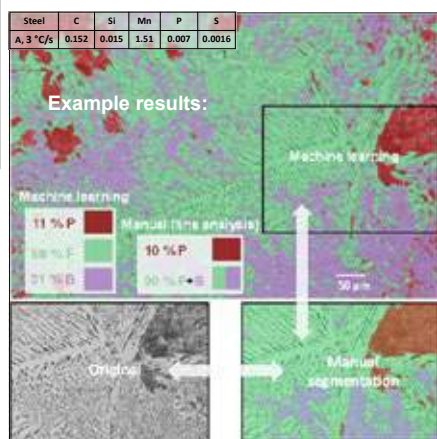 Steel C Si Mn P S
A, 3 °C/s 0.152 0.015 1.51 0.007 0.0016
Example results:
Machine learning
Machine learning
11 % P
% F
% B
Manual (line analysis)
10 % P
% F+B
50 µm
Original
Manual
segmentation